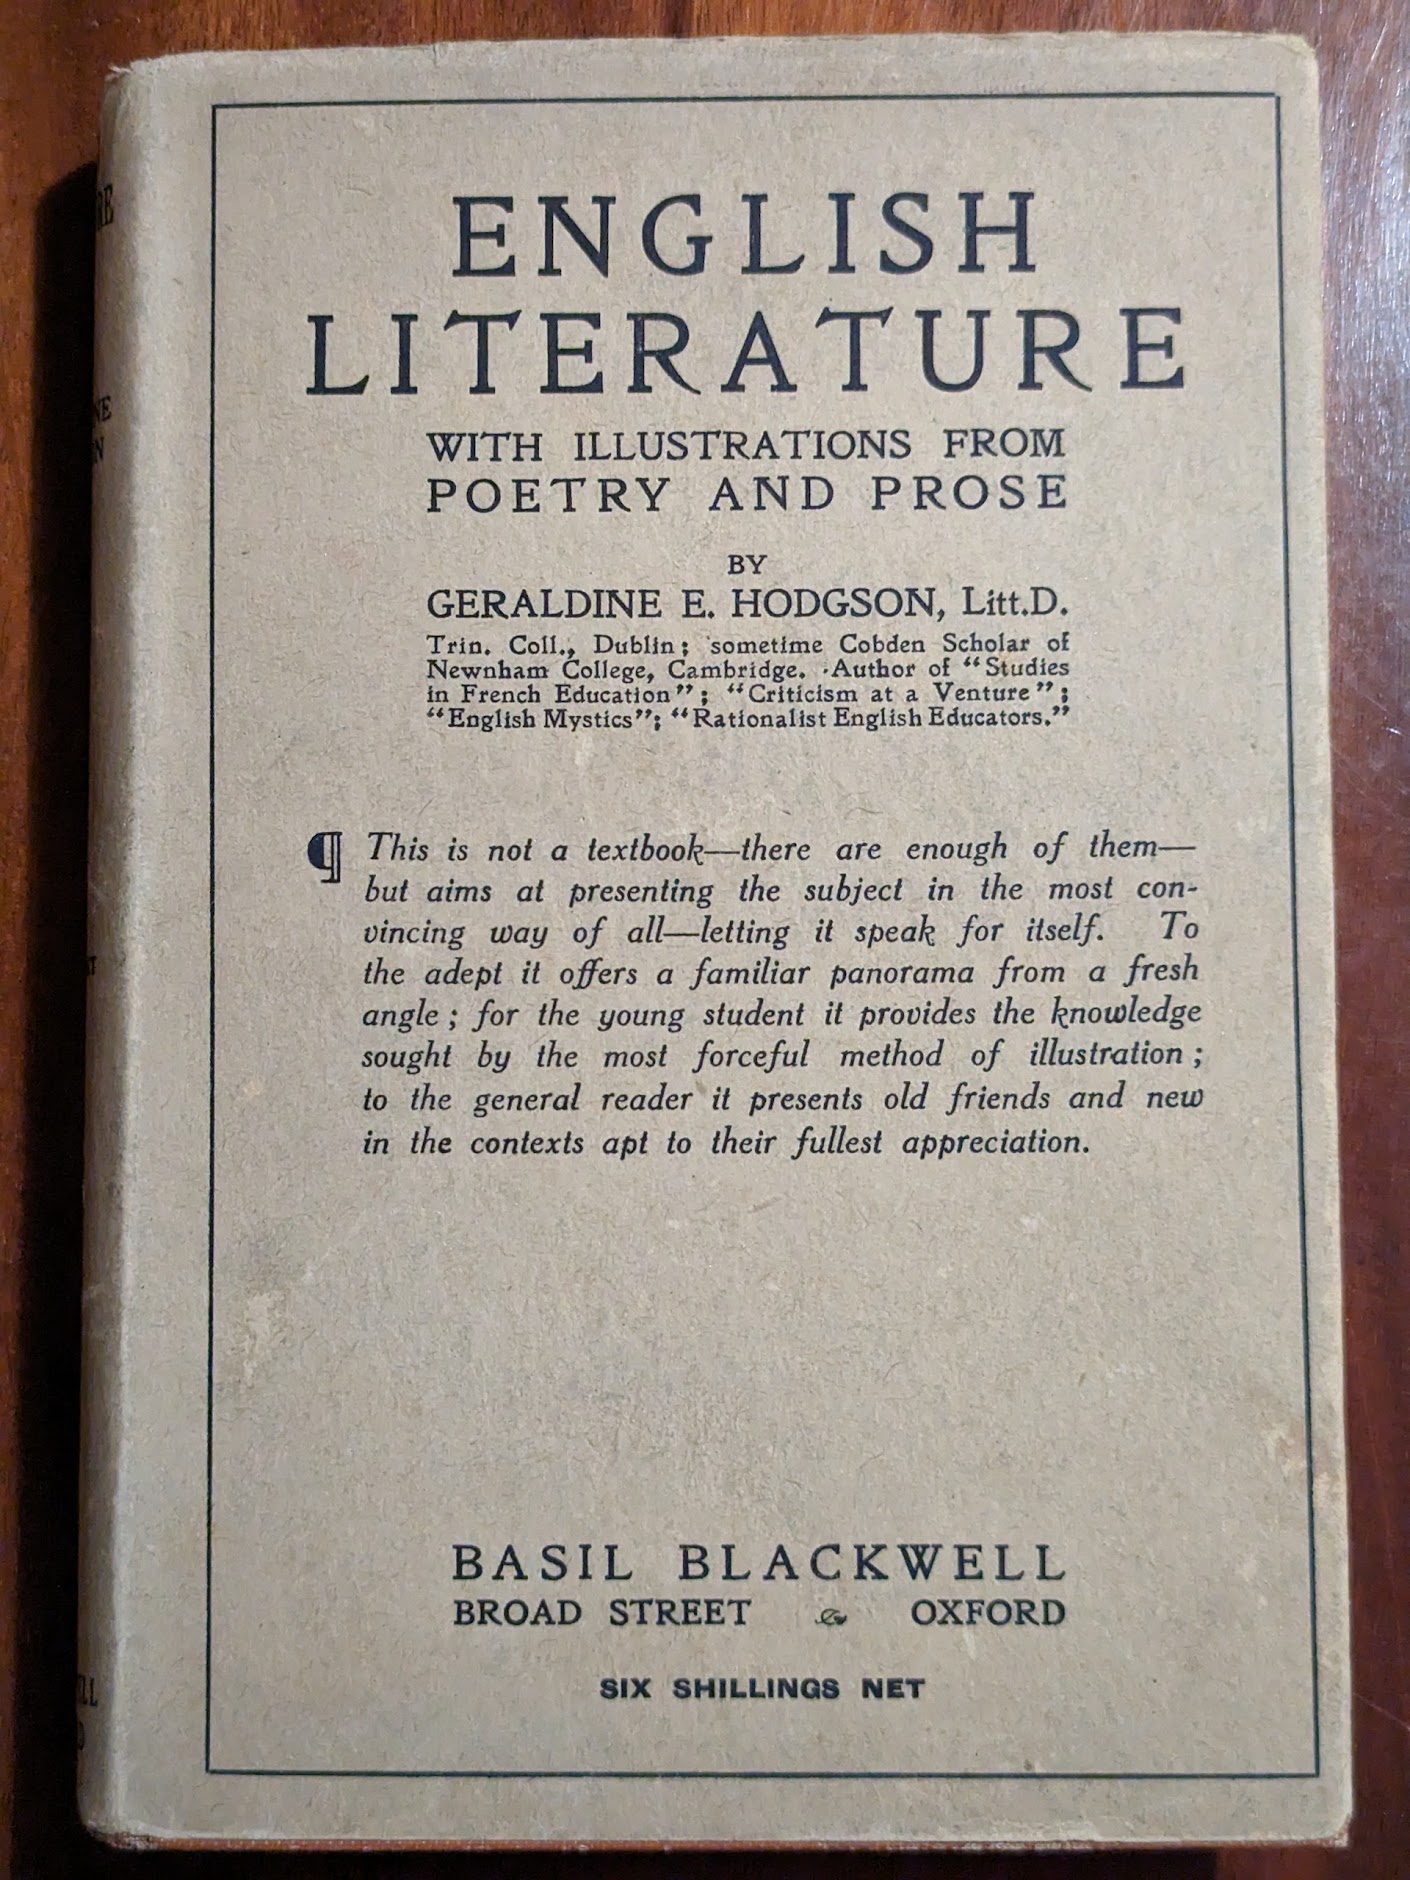 ENGLISH
LITERATURE
WITH ILLUSTRATIONS FROM
POETRY AND PROSE
BY
GERALDINE E. HODGSON, Litt.D.
Trin. Coll., Dublin; sometime Cobden Scholar of
Newnham College, Cambridge. Author of "Studies
in French Education"; "Criticism at a Venture";
"English Mystics"; "Rationalist English Educators."
¶ This is not a textbook—there are enough of them—
but aims at presenting the subject in the most con-
vincing way of all—letting it speak for itself. To
the adept it offers a familiar panorama from a fresh
angle; for the young student it provides the knowledge
sought by the most forceful method of illustration;
to the general reader it presents old friends and new
in the contexts apt to their fullest appreciation.
BASIL BLACKWELL
BROAD STREET OXFORD
SIX SHILLINGS NET